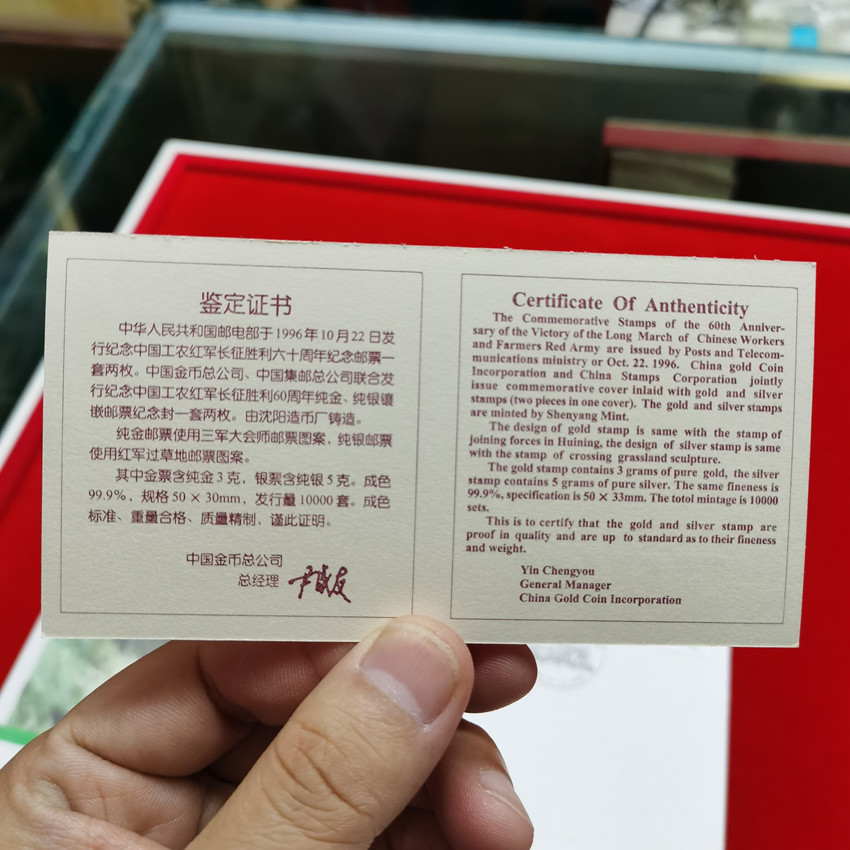 鉴定证书
中华人民共和国邮电部于1996年10月22日发
行纪念中国工农红军长征胜利六十周年纪念邮票一
套两枚。中国金币总公司、中国集邮总公司联合发
行纪念中国工农红军长征胜利60周年纯金、纯银镶
嵌邮票纪念封一套两枚。由沈阳造币厂铸造。
纯金邮票使用三军大会师邮票图案,纯银邮票
使用红军过草地邮票图案。
其中金票含纯金3克,银票含纯银5克。成色
99.9%,规格50×30mm,发行量10000套。成色
标准、重量合格、质量精制,谨此证明。
中国金币总公司
总经理
Certificate Of Authenticity
The Commemorative Stamps of the 60th Anniver-
sary of the Victory of the Long March of Chinese Workers
and Farmers Red Army are issued by Posts and Telecom-
munications ministry or Oct. 22. 1996. China gold Coin
Incorporation and China Stamps Corporation jointly
issue commemorative cover inlaid with gold and silver
stamps (two pieces in one cover). The gold and silver stamps
are minted by Shenyang Mint.
The design of gold stamp is same with the stamp of
joining forces in Huining, the design of silver stamp is same
with the stamp of crossing grassland sculpture.
The gold stamp contains 3 grams of pure gold, the silver
stamp contains 5 grams of pure silver. The same fineness is
99.9%, specification is 50 × 33mm. The totol mintage is 10000
sets.
This is to certify that the gold and silver stamp are
proof in quality and are up to standard as to their fineness
and weight.
Yin Chengyou
General Manager
China Gold Coin Incorporation